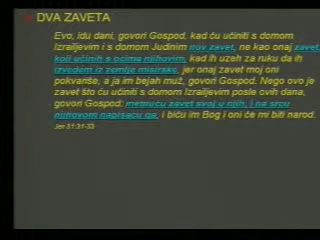 DVA ZAVETA
Evo, idu dani, govori Gospod, kad ću učiniti s domom
Izrailjevim i s domom Judinim nov zavet, ne kao onaj zavet,
koji učinih s ocima njihovim, kad ih uzeh za ruku da ih
izvedem iz zemlje misirske, jer onaj zavet moj oni
pokvariše, a ja im bejah muž, govori Gospod. Nego ovo je
zavet što ću učiniti s domom Izrailjevim posle ovih dana,
govori Gospod: metnuću zavet svoj u njih, i na srcu
njihovom napisaću ga, i biću im Bog i oni će mi biti narod.
Jer 31:31-33